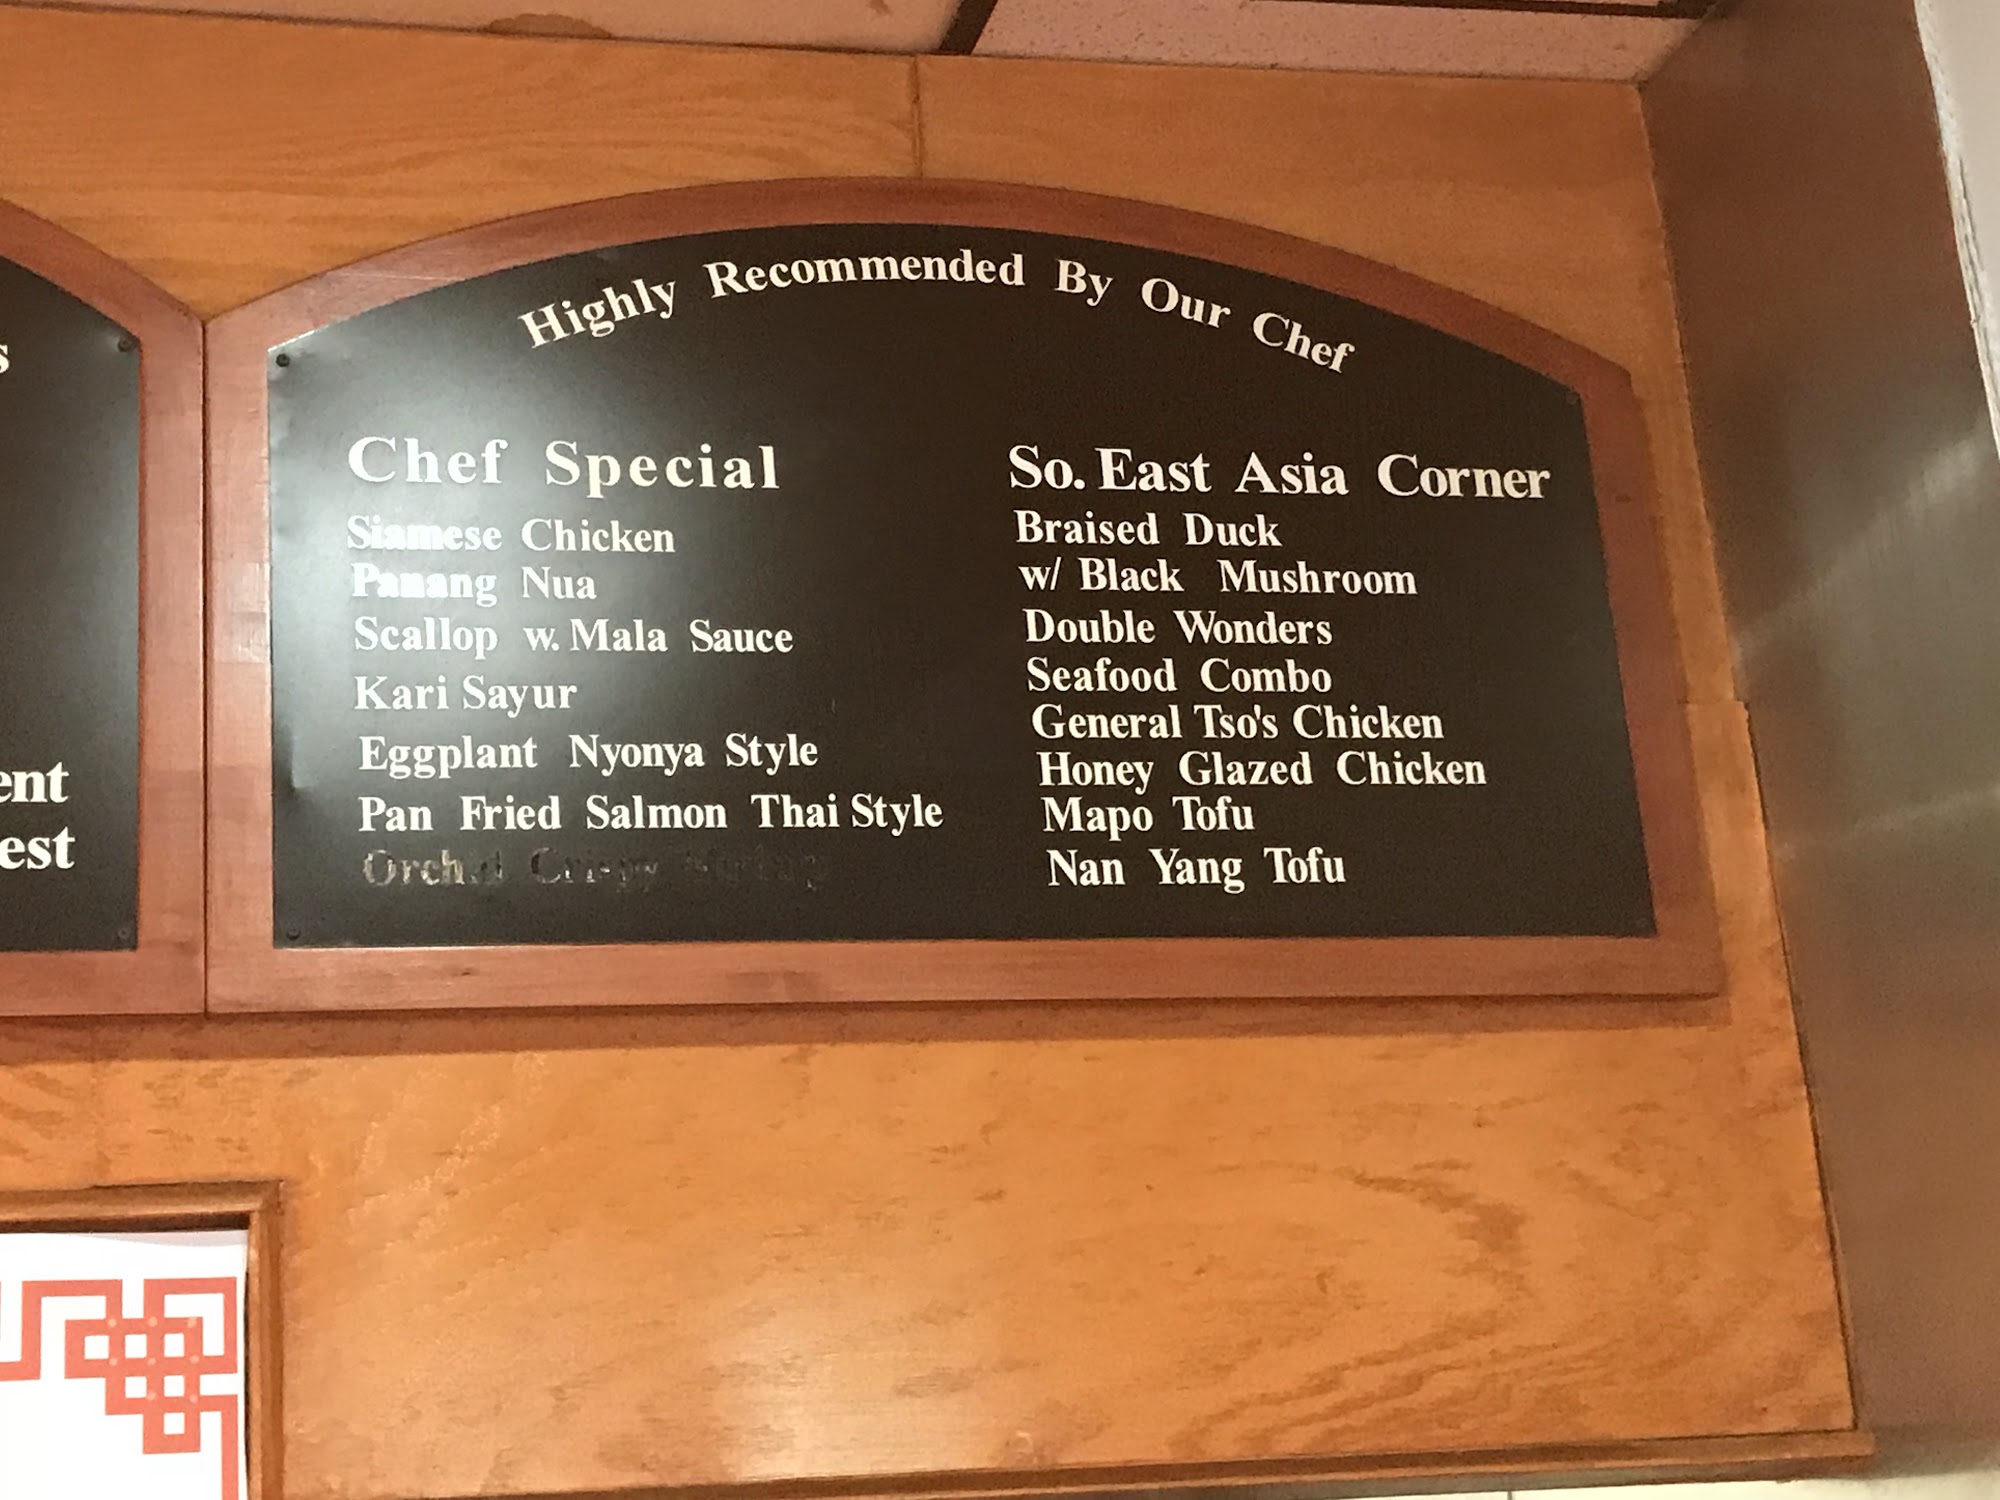 Highly Recommended By Our Chef
Chef Special
Siamese Chicken
Panang Nua
Scallop w. Mala Sauce
Kari Sayur
Eggplant Nyonya Style
Pan Fried Salmon Thai Style
Orchid Crispy
So. East Asia Corner
Braised Duck
w/ Black Mushroom
Double Wonders
Seafood Combo
General Tso's Chicken
Honey Glazed Chicken
Mapo Tofu
Nan Yang Tofu